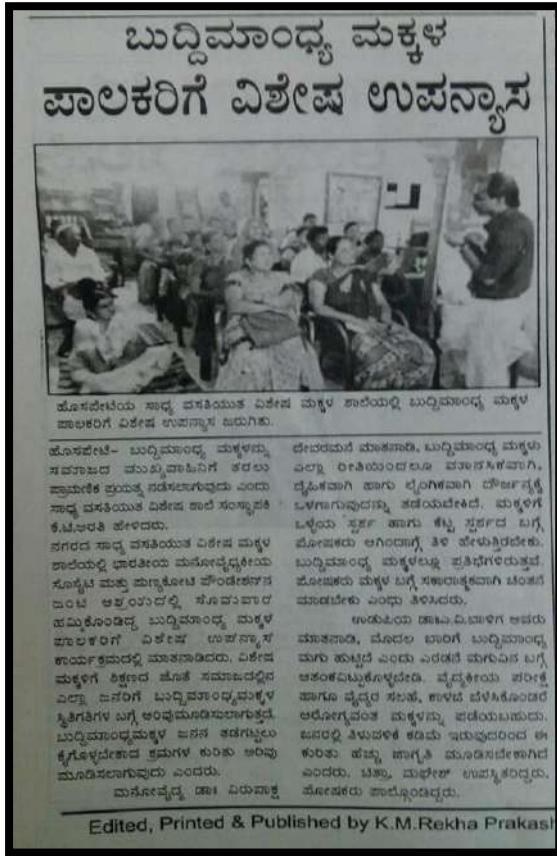 ಬುದ್ದಿಮಾಂಧ್ಯ ಮಕ್ಕಳ
ಪಾಲಕರಿಗೆ ವಿಶೇಷ ಉಪನ್ಯಾಸ
ಹೊಸಪೇಟೆಯ ಸಾಧ್ಯ ವಸತಿಯುತ ವಿಶೇಷ ಮಕ್ಕಳ ಶಾಲೆಯಲ್ಲಿ ಬುದ್ದಿಮಾಂಧ್ಯ ಮಕ್ಕಳ
ಪಾಲಕರಿಗೆ ವಿಶೇಷ ಉಪನ್ಯಾಸ ಜರುಗಿತು.
ಹೊಸಪೇಟೆ- ಬುದ್ದಿಮಾಂಧ್ಯ ಮಕ್ಕಳನ್ನು
ಸಮಾಜದ ಮುಖ್ಯವಾಹಿನಿಗೆ ತರಲು
ಪ್ರಾಮಾಣಿಕ ಪ್ರಯತ್ನ ನಡೆಸಲಾಗುವುದು ಎಂದು
ಸಾಧ್ಯ ವಸತಿಯುತ ವಿಶೇಷ ಶಾಲೆ ಸಂಸ್ಥಾಪಕಿ
ಕೆ.ಟಿ.ಆರತಿ ಹೇಳಿದರು.
ನಗರದ ಸಾಧ್ಯ ವಸತಿಯುತ ವಿಶೇಷ ಮಕ್ಕಳ
ಶಾಲೆಯಲ್ಲಿ ಭಾರತೀಯ ಮನೋವೈದ್ಯಕೀಯ
ಸೊಸೈಟಿ ಮತ್ತು ಪುಣ್ಯಕೋಟಿ ಪೌಂಡೇಶನ್‌ನ
ಜಂಟಿ ಆಶ್ರಯದಲ್ಲಿ ಸೋಮವಾರ
ಹಮ್ಮಿಕೊಂಡಿದ್ದ ಬುದ್ದಿಮಾಂಧ್ಯ ಮಕ್ಕಳ
ಪಾಲಕರಿಗೆ ವಿಶೇಷ ಉಪನ್ಯಾಸ
ಕಾರ್ಯಕ್ರಮದಲ್ಲಿ ಮಾತನಾಡಿದರು. ವಿಶೇಷ
ಮಕ್ಕಳಿಗೆ ಶಿಕ್ಷಣದ ಜೊತೆ ಸಮಾಜದಲ್ಲಿನ
ಎಲ್ಲಾ ಜನರಿಗೆ ಬುದ್ದಿಮಾಂಧ್ಯಮಕ್ಕಳ
ಸ್ಥಿತಿಗತಿಗಳ ಬಗ್ಗೆ ಅರಿವುಮೂಡಿಸಲಾಗುತ್ತದೆ.
ಬುದ್ದಿಮಾಂಧ್ಯಮಕ್ಕಳ ಜನನ ತಡೆಗಟ್ಟಲು
ಕೈಗೊಳ್ಳಬೇಕಾದ ಕ್ರಮಗಳ ಕುರಿತು ಅರಿವು
ಮೂಡಿಸಲಾಗುವುದು ಎಂದರು.
ಮನೋವೈದ್ಯ ಡಾ: ವಿರುಪಾಕ್ಷ
ದೇವರಮನೆ ಮಾತನಾಡಿ, ಬುದ್ದಿಮಾಂಧ್ಯ ಮಕ್ಕಳು
ಎಲ್ಲಾ ರೀತಿಯಿಂದಲೂ ಮಾನಸಿಕವಾಗಿ,
ದೈಹಿಕವಾಗಿ ಹಾಗು ಲೈಂಗಿಕವಾಗಿ ದೌರ್ಜನ್ಯಕ್ಕೆ
ಒಳಗಾಗುವುದನ್ನು ತಡೆಯಬೇಕಿದೆ. ಮಕ್ಕಳಿಗೆ
ಒಳ್ಳೆಯ ಸ್ಪರ್ಶ ಹಾಗು ಕೆಟ್ಟ ಸ್ಪರ್ಶದ ಬಗ್ಗೆ
ಪೋಷಕರು ಆಗಿಂದಾಗ್ಗೆ ತಿಳಿ ಹೇಳುತ್ತಿರಬೇಕು.
ಬುದ್ದಿಮಾಂಧ್ಯ ಮಕ್ಕಳಲ್ಲೂ ಪ್ರತಿಭೆಗಳಿರುತ್ತವೆ.
ಪೋಷಕರು ಮಕ್ಕಳ ಬಗ್ಗೆ ಸಕಾರಾತ್ಮಕವಾಗಿ ಚಿಂತನೆ
ಮಾಡಬೇಕು ಎಂಧು ತಿಳಿಸಿದರು.
ಉಡುಪಿಯ ಡಾ:ಪಿ.ವಿ.ಬಾಳಿಗ ಅವರು
ಮಾತನಾಡಿ, ಮೊದಲ ಬಾರಿಗೆ ಬುದ್ದಿಮಾಂಧ್ಯ
ಮಗು ಹುಟ್ಟಿದೆ ಎಂದು ಎರಡನೆ ಮಗುವಿನ ಬಗ್ಗೆ
ಆತಂಕಪಟ್ಟುಕೊಳ್ಳಬೇಡಿ. ವೈದ್ಯಕೀಯ ಪರೀಕ್ಷೆ
ಹಾಗೂ ವೈದ್ಯರ ಸಲಹೆ, ಕಾಳಜಿ ಬೆಳೆಸಿಕೊಂಡರೆ
ಆರೋಗ್ಯವಂತ ಮಕ್ಕಳನ್ನು ಪಡೆಯಬಹುದು.
ಜನರಲ್ಲಿ ತಿಳುವಳಿಕೆ ಕಡಿಮೆ ಇರುವುದರಿಂದ ಈ
ಕುರಿತು ಹೆಚ್ಚು ಜಾಗೃತಿ ಮೂಡಿಸಬೇಕಾಗಿದೆ
ಎಂದರು. ಚಿತ್ರಾ, ಮಹೇಶ್ ಉಪಸ್ಥಿತರಿದ್ದರು,
ಪೋಷಕರು ಪಾಲ್ಗೊಂಡಿದ್ದರು.
Edited, Printed & Published by K.M.Rekha Prakash